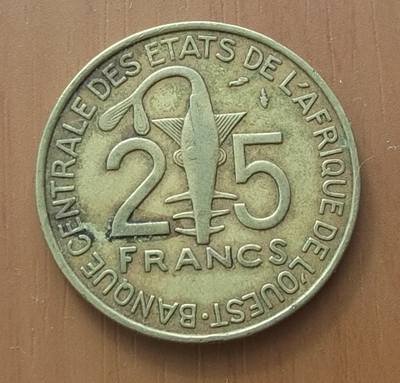 BANQUE CENTRALE DES ETATS DE L'AFRIQUE DE L'OUEST ·
25
FRANCS